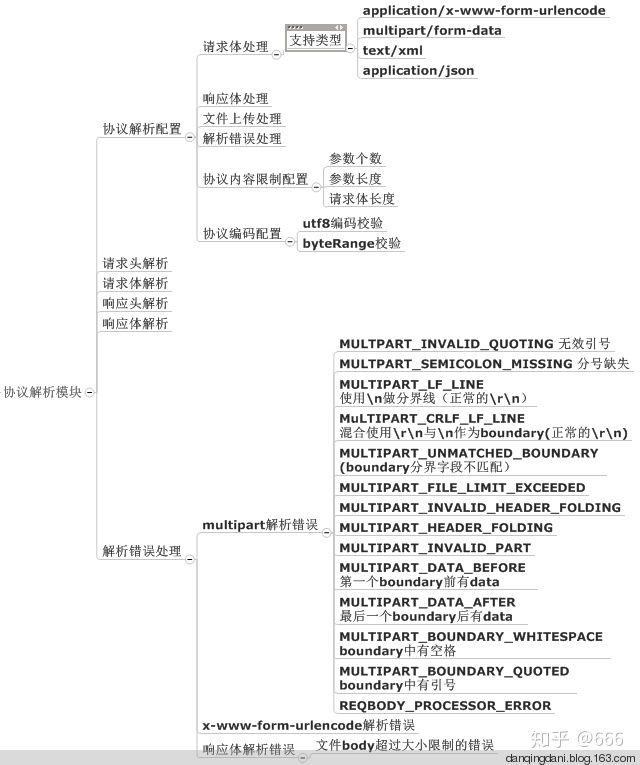 application/x-www-form-urlencode
multipart/form-data
text/xml
application/json
支持类型
请求体处理
响应体处理
文件上传处理
解析错误处理
协议内容限制配置
参数个数
参数长度
请求体长度
协议编码配置
utf8编码校验
byteRange校验
协议解析配置
请求头解析
请求体解析
响应头解析
响应体解析
协议解析模块
解析错误处理
multipart解析错误
MULTPART_INVALID_QUOTING 无效引号
MULTPART_SEMICOLON_MISSING 分号缺失
MULTIPART_LF_LINE
使用\n做分界线（正常的\r\n）
MuLTIPART_CRLF_LF_LINE
混合使用\r\n与\n作为boundary(正常的\r\n)
MULTIPART_UNMATCHED_BOUNDARY
(boundary分界字段不匹配）
MULTIPART_FILE_LIMIT_EXCEEDED
MULTIPART_INVALID_HEADER_FOLDING
MULTIPART_HEADER_FOLDING
MULTIPART_INVALID_PART
MULTIPART_DATA_BEFORE
第一个boundary前有data
MULTIPART_DATA_AFTER
最后一个boundary后有data
MULTIPART_BOUNDARY_WHITESPACE
boundary中有空格
MULTIPART_BOUNDARY_QUOTED
boundary中有引号
REQBODY_PROCESSOR_ERROR
x-www-form-urlencode解析错误
响应体解析错误
文件body超过大小限制的错误
知乎 @666
danqingdani.blog.163.com